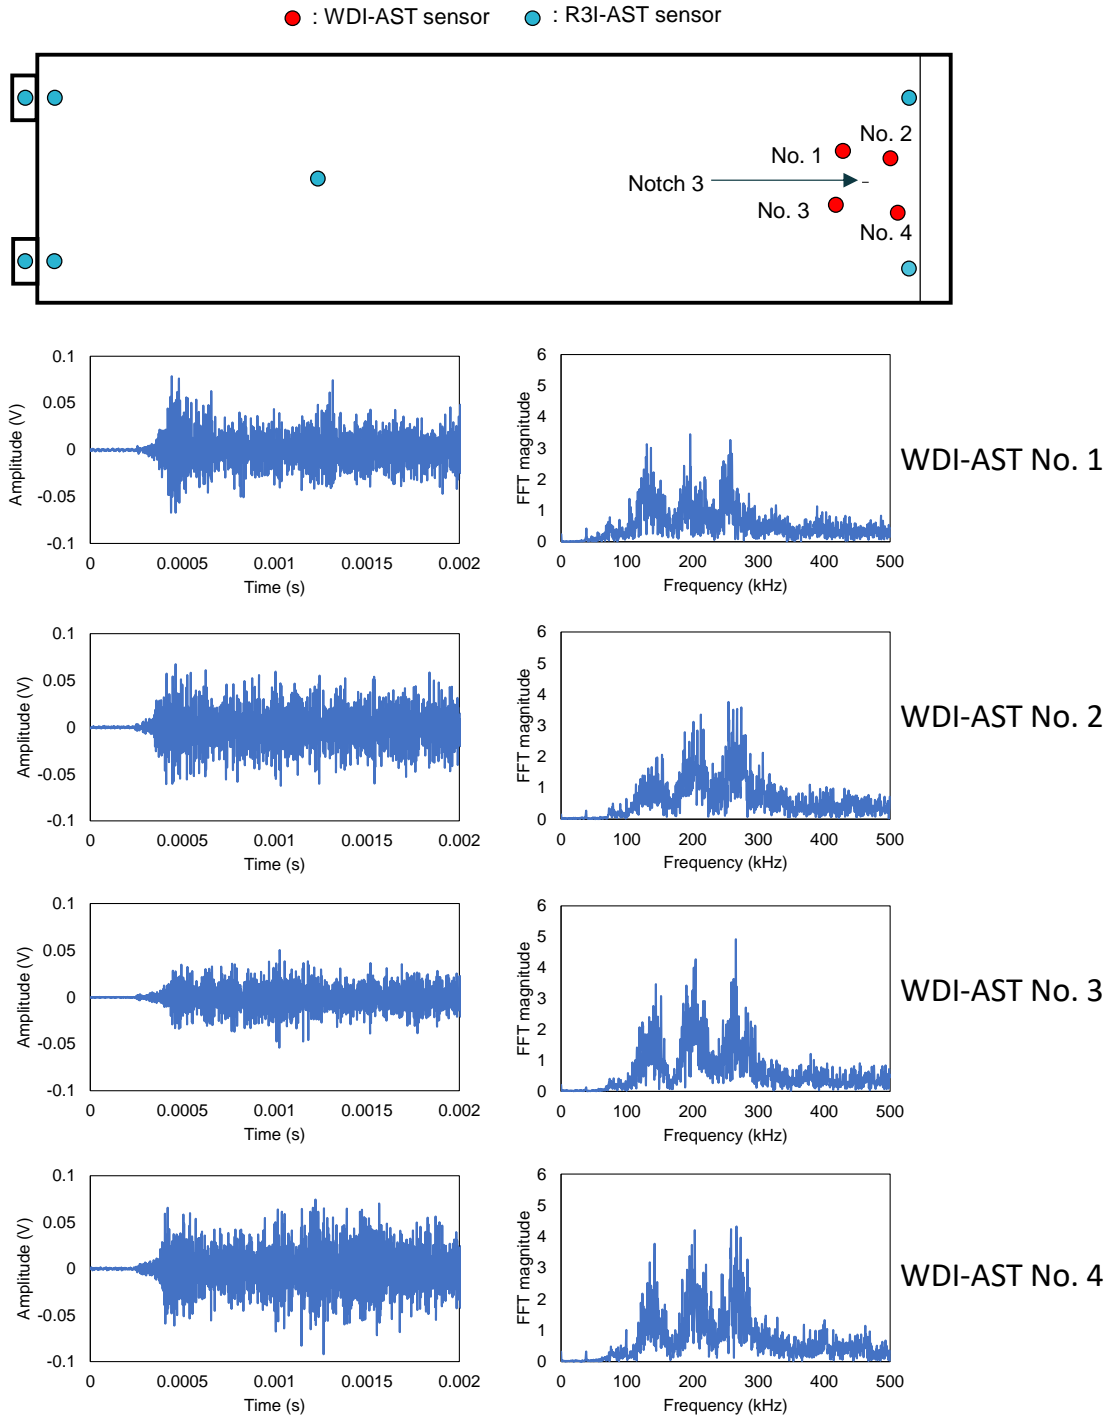 : WDI-AST sensor : R3I-AST sensor
No. 2
No. 1
Notch 3
No. 3
No. 4
0.1
0.05
0
-0.05
-0.1
Amplitude (V)
0 0.0005 0.001 0.0015 0.002
Time (s)
6
5
4
3
2
1
0
FFT magnitude
0 100 200 300 400 500
Frequency (kHz)
WDI-AST No. 1
0.1
0.05
0
-0.05
-0.1
Amplitude (V)
0 0.0005 0.001 0.0015 0.002
Time (s)
6
5
4
3
2
1
0
FFT magnitude
0 100 200 300 400 500
Frequency (kHz)
WDI-AST No. 2
0.1
0.05
0
-0.05
-0.1
Amplitude (V)
0 0.0005 0.001 0.0015 0.002
Time (s)
6
5
4
3
2
1
0
FFT magnitude
0 100 200 300 400 500
Frequency (kHz)
WDI-AST No. 3
0.1
0.05
0
-0.05
-0.1
Amplitude (V)
0 0.0005 0.001 0.0015 0.002
Time (s)
6
5
4
3
2
1
0
FFT magnitude
0 100 200 300 400 500
Frequency (kHz)
WDI-AST No. 4